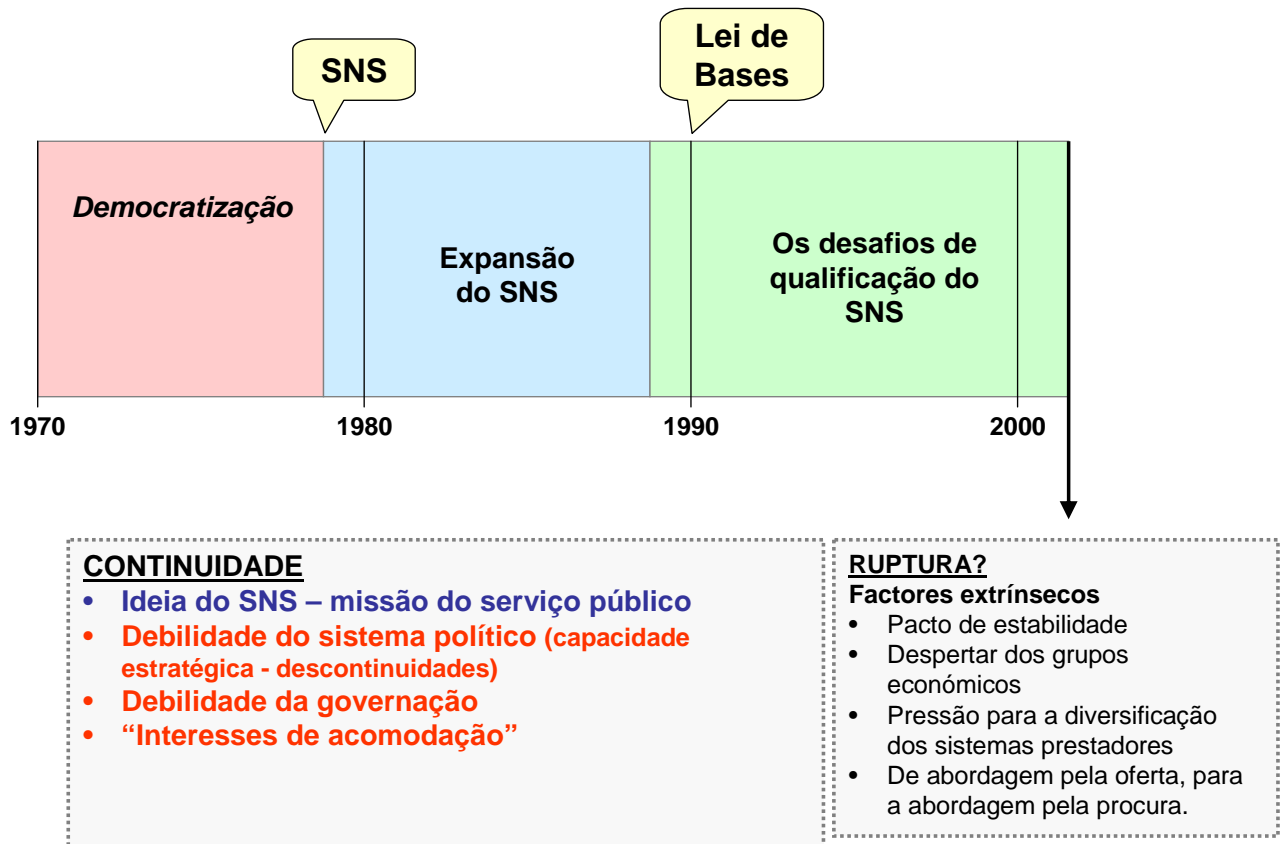 SNS
Lei de
Bases
Democratização
Expansão
do SNS
Os desafios de
qualificação do
SNS
1970
1980
1990
2000
CONTINUIDADE
• Ideia do SNS – missão do serviço público
• Debilidade do sistema político (capacidade
estratégica - descontinuidades)
• Debilidade da governação
• “Interesses de acomodação”
RUPTURA?
Factores extrínsecos
• Pacto de estabilidade
• Despertar dos grupos
económicos
• Pressão para a diversificação
dos sistemas prestadores
• De abordagem pela oferta, para
a abordagem pela procura.